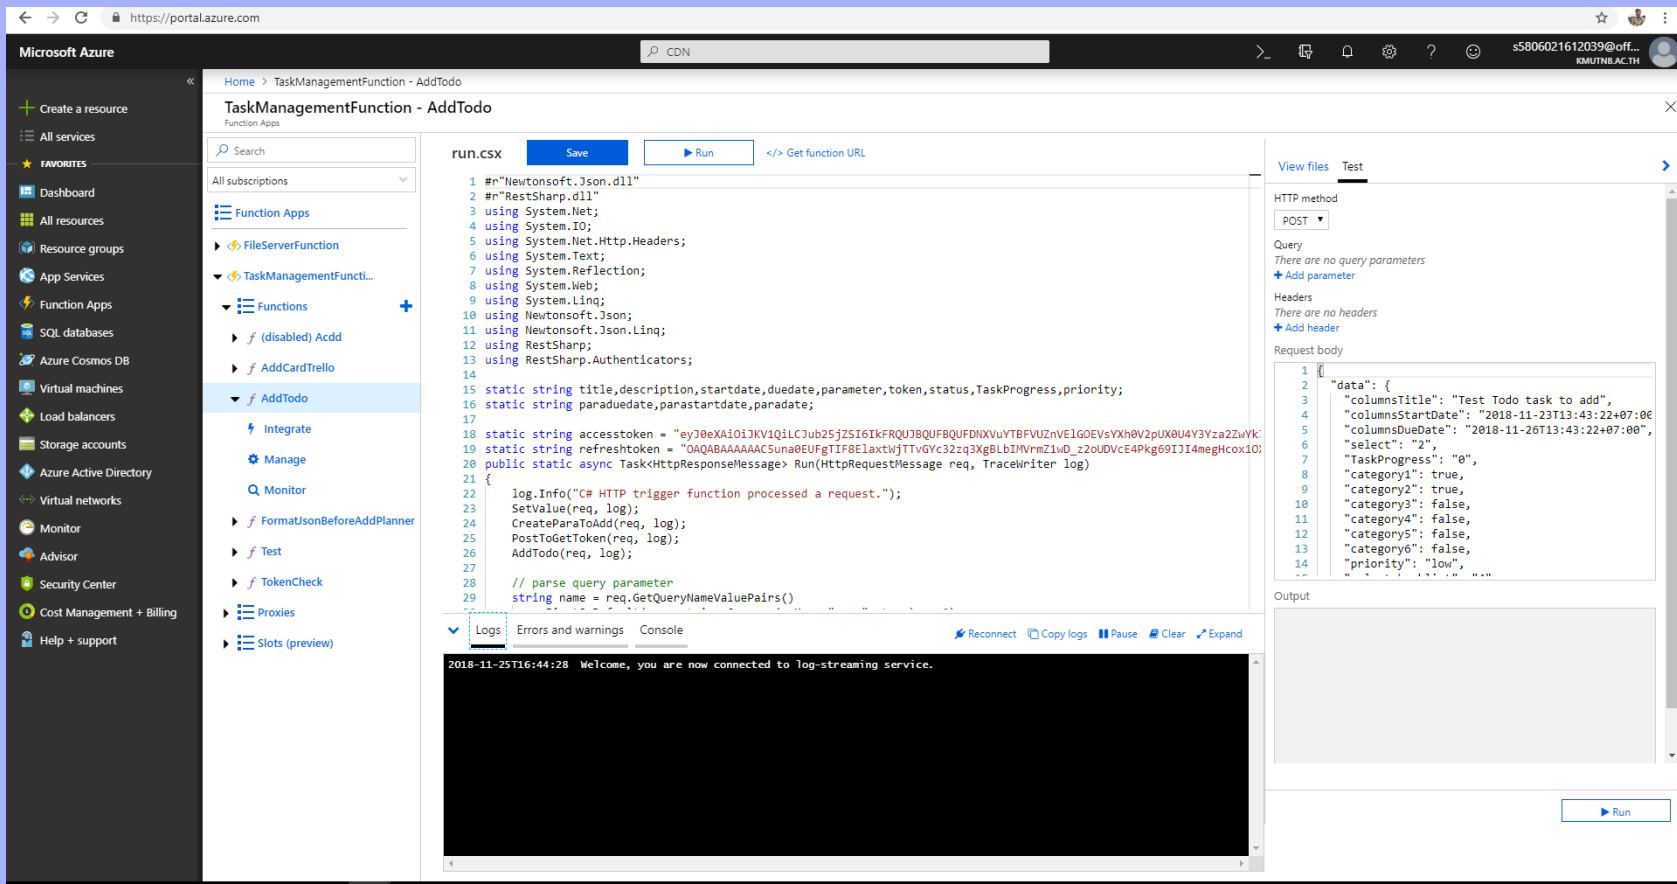 https://portal.azure.com
Microsoft Azure
CDN
s5806021612039@off...
KMUTNB.AC.TH
Create a resource
All services
FAVORITES
Dashboard
All resources
Resource groups
App Services
Function Apps
SQL databases
Azure Cosmos DB
Virtual machines
Load balancers
Storage accounts
Azure Active Directory
Virtual networks
Monitor
Advisor
Security Center
Cost Management + Billing
Help + support
Home > TaskManagementFunction - AddTodo
TaskManagementFunction - AddTodo
Function Apps
Search
All subscriptions
Function Apps
FileServerFunction
TaskManagementFuncti...
Functions
(disabled) Acdd
AddCardTrello
AddTodo
Integrate
Manage
Monitor
FormatJsonBeforeAddPlanner
Test
TokenCheck
Proxies
Slots (preview)
run.csx
Save
Run
</> Get function URL
1 #r"Newtonsoft.Json.dll"
2 #r"RestSharp.dll"
3 using System.Net;
4 using System.IO;
5 using System.Net.Http.Headers;
6 using System.Text;
7 using System.Reflection;
8 using System.Web;
9 using System.Linq;
10 using Newtonsoft.Json;
11 using Newtonsoft.Json.Linq;
12 using RestSharp;
13 using RestSharp.Authenticators;
14
15 static string title,description,startdate,duedate,parameter,token,status,TaskProgress,priority;
16 static string paraduedate,parastartdate,paradate;
17
18 static string accesstoken =
19 static string refreshtoken =
20 public static async Task<HttpResponseMessage> Run(HttpRequestMessage req, TraceWriter log)
21 {
22 log.Info("C# HTTP trigger function processed a request.");
23 SetValue(req, log);
24 CreateParaToAdd(req, log);
25 PostToGetToken(req, log);
26 AddTodo(req, log);
27
28 // parse query parameter
29 string name = req.GetQueryNameValuePairs()
Logs
Errors and warnings
Console
Reconnect
Copy logs
Pause
Clear
Expand
2018-11-25T16:44:28 Welcome, you are now connected to log-streaming service.
View files
Test
HTTP method
POST
Query
There are no query parameters
Add parameter
Headers
There are no headers
Add header
Request body
1 {
2 "data": {
3 "columnsTitle": "Test Todo task to add",
4 "columnsStartDate": "2018-11-23T13:43:22+07:00
5 "columnsDueDate": "2018-11-26T13:43:22+07:00",
6 "select": "2",
7 "TaskProgress": "0",
8 "category1": true,
9 "category2": true,
10 "category3": false,
11 "category4": false,
12 "category5": false,
13 "category6": false,
14 "priority": "low",
Output
Run